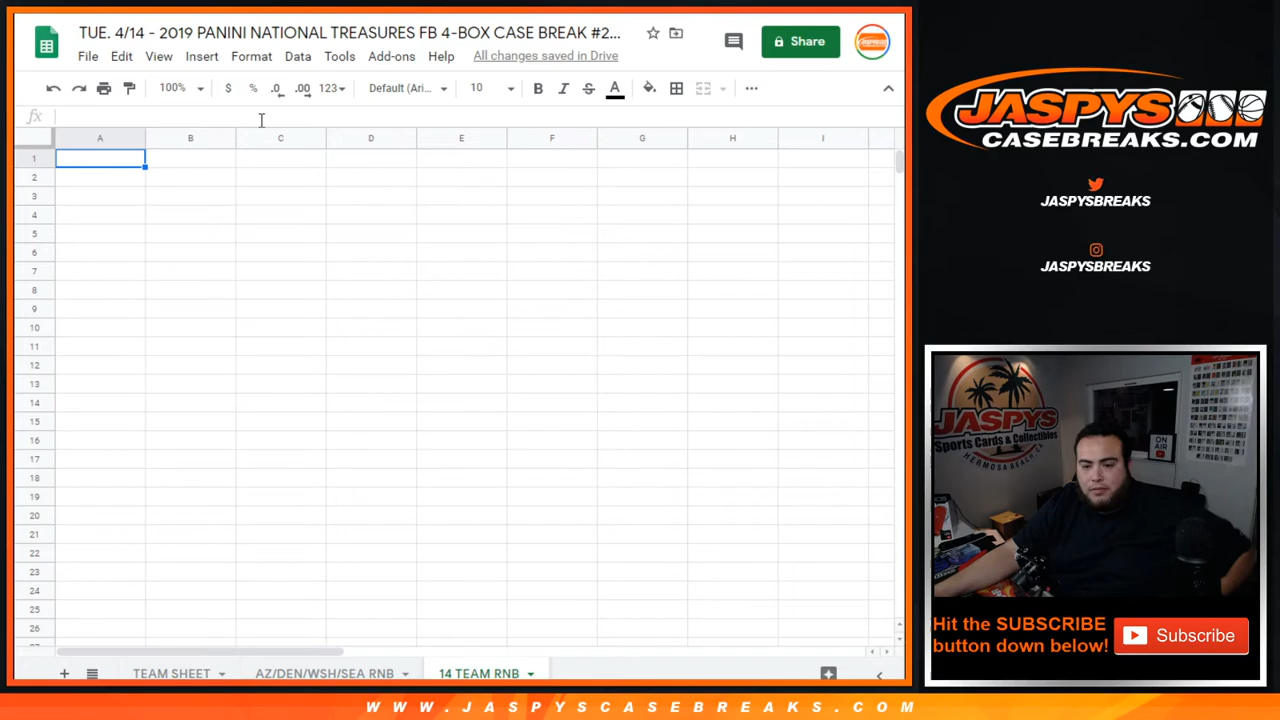 TUE. 4/14 - 2019 PANINI NATIONAL TREASURES FB 4-BOX CASE BREAK #2...
Share
File Edit View Insert Format Data Tools Add-ons Help All changes saved in Drive
100% $ % .0 .00 123 Default (Ari... 10 B I S A
fx
A B C D E F G H I
1
2
3
4
5
6
7
8
9
10
11
12
13
14
15
16
17
18
19
20
21
22
23
24
25
26
TEAM SHEET AZ/DEN/WSH/SEA RNB 14 TEAM RNB
JASPYS
CASEBREAKS.COM
JASPYSBREAKS
JASPYSBREAKS
JASPYS
Sports Cards & Collectibles
HERMOSA BEACH CA
ON
AIR
Hit the SUBSCRIBE
button down below!
Subscribe
WWW.JASPYSCASEBREAKS.COM